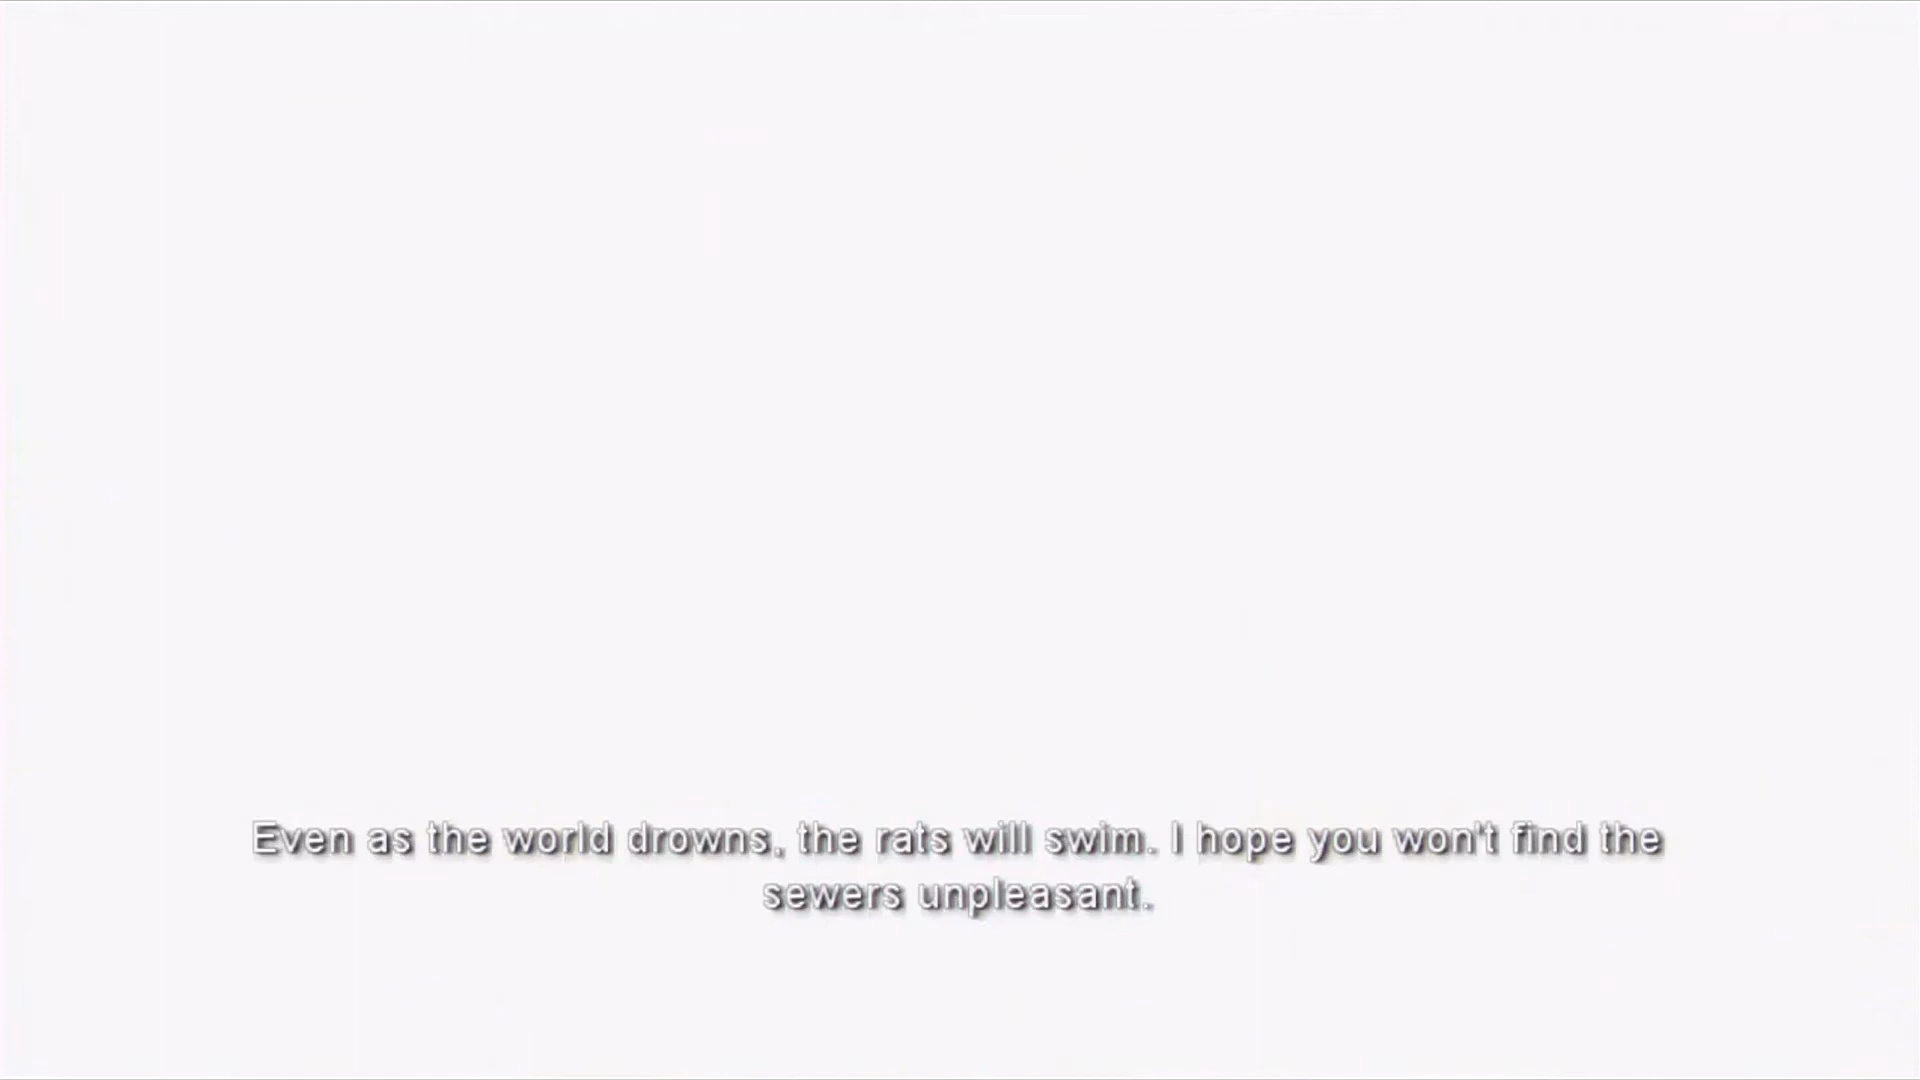 Even as the world drowns, the rats will swim. I hope you won't find the
sewers unpleasant.